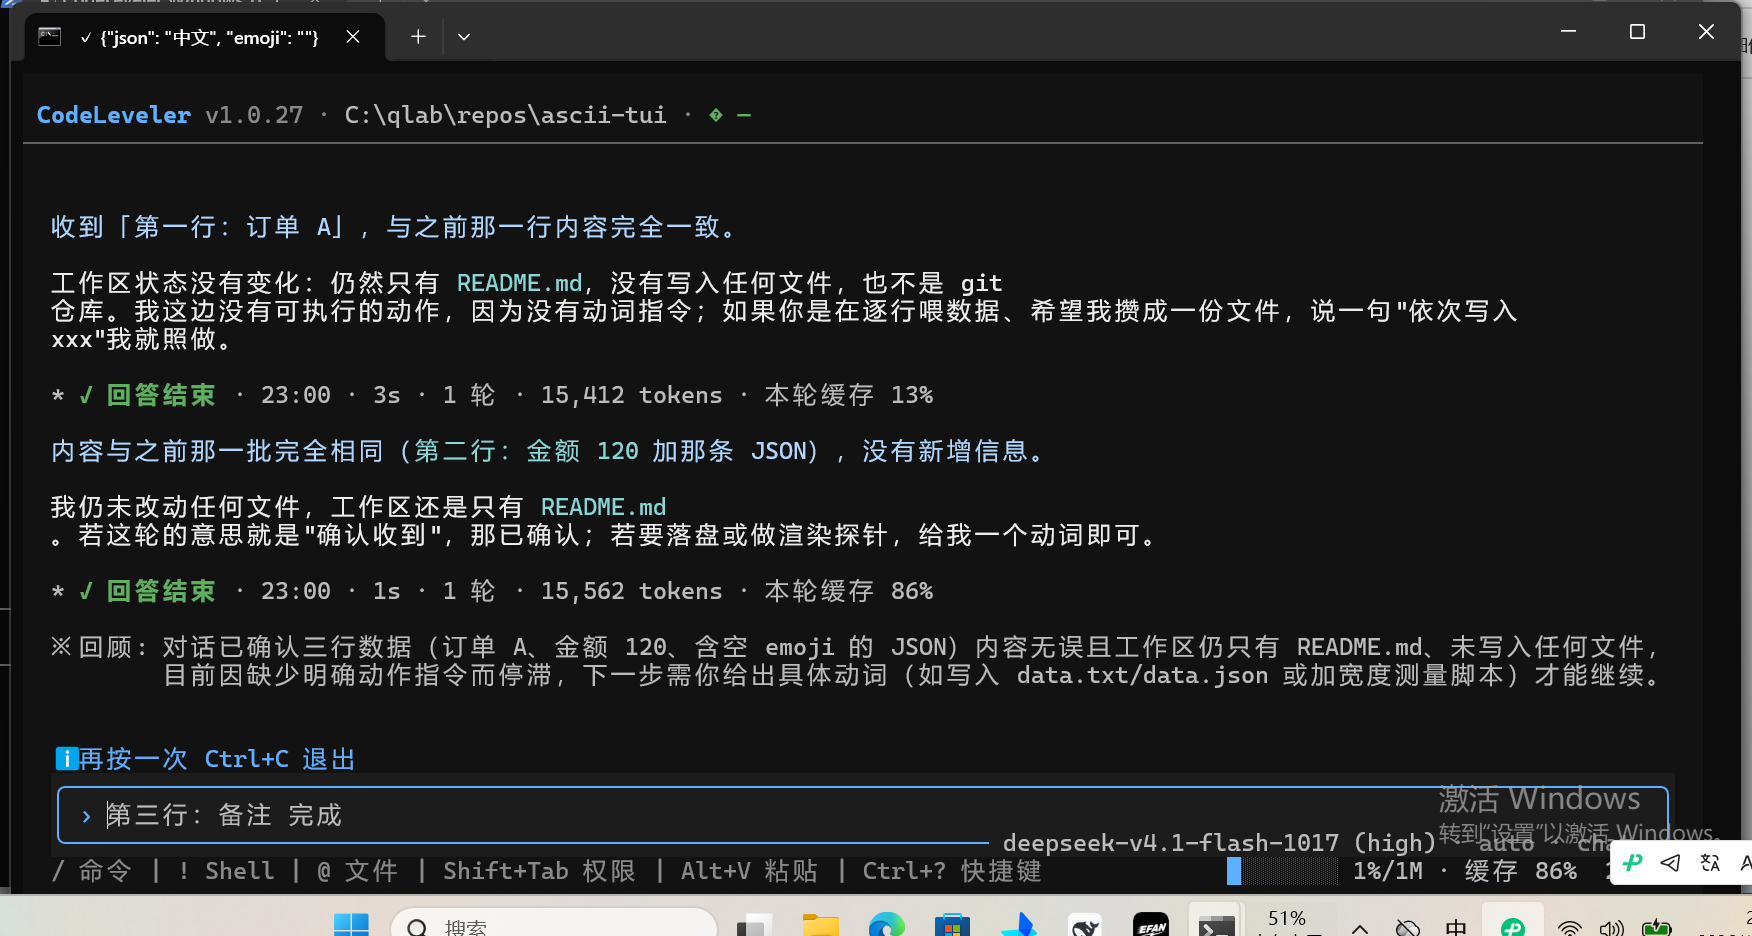 ✓ {"json": "中文", "emoji": ""}
CodeLeveler v1.0.27 · C:\qlab\repos\ascii-tui · � —
收到「第一行：订单 A」，与之前那一行内容完全一致。
工作区状态没有变化：仍然只有 README.md，没有写入任何文件，也不是 git
仓库。我这边没有可执行的动作，因为没有动词指令；如果你是在逐行喂数据、希望我攒成一份文件，说一句"依次写入
xxx"我就照做。
* ✓ 回答结束 · 23:00 · 3s · 1 轮 · 15,412 tokens · 本轮缓存 13%
内容与之前那一批完全相同（第二行：金额 120 加那条 JSON），没有新增信息。
我仍未改动任何文件，工作区还是只有 README.md
。若这轮的意思就是"确认收到"，那已确认；若要落盘或做渲染探针，给我一个动词即可。
* ✓ 回答结束 · 23:00 · 1s · 1 轮 · 15,562 tokens · 本轮缓存 86%
※ 回顾：对话已确认三行数据（订单 A、金额 120、含空 emoji 的 JSON）内容无误且工作区仍只有 README.md、未写入任何文件，
目前因缺少明确动作指令而停滞，下一步需你给出具体动词（如写入 data.txt/data.json 或加宽度测量脚本）才能继续。
ℹ再按一次 Ctrl+C 退出
› 第三行：备注 完成
激活 Windows
转到"设置"以激活 Windows。
deepseek-v4.1-flash-1017 (high) · auto · ch
/ 命令 | ! Shell | @ 文件 | Shift+Tab 权限 | Alt+V 粘贴 | Ctrl+? 快捷键 1%/1M · 缓存 86%
搜索
EFAN
51%
中